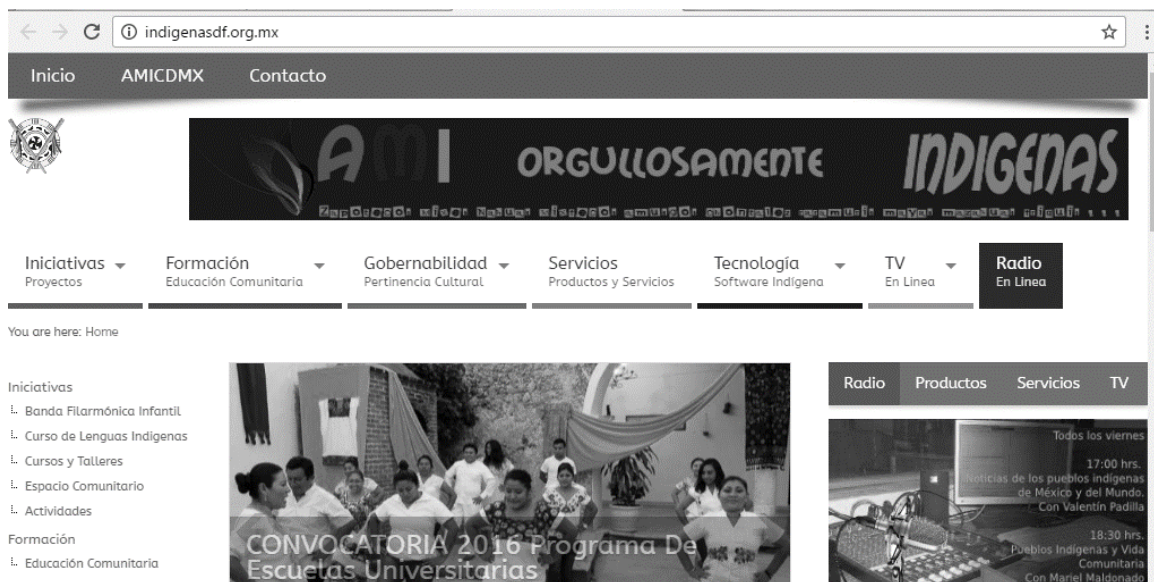 indigenasdf.org.mx
Inicio AMICDMX Contacto
AMI ORGULLOSAMENTE INDIGENAS
Iniciativas Formación Gobernabilidad Servicios Tecnología TV Radio
Proyectos Educación Comunitaria Pertinencia Cultural Productos y Servicios Software Indígena En Linea En Linea
You are here: Home
Iniciativas
Banda Filarmónica Infantil
Curso de Lenguas Indígenas
Cursos y Talleres
Espacio Comunitario
Actividades
Formación
Educación Comunitaria
CONVOCATORIA 2016 Programa De
Escuelas Universitarias
Radio Productos Servicios TV
Todos los viernes
17:00 hrs.
Noticias de los pueblos indígenas
de México y del Mundo.
Con Valentín Padilla
18:30 hrs.
Pueblos Indígenas y Vida
Comunitaria
Con Mariel Maldonado